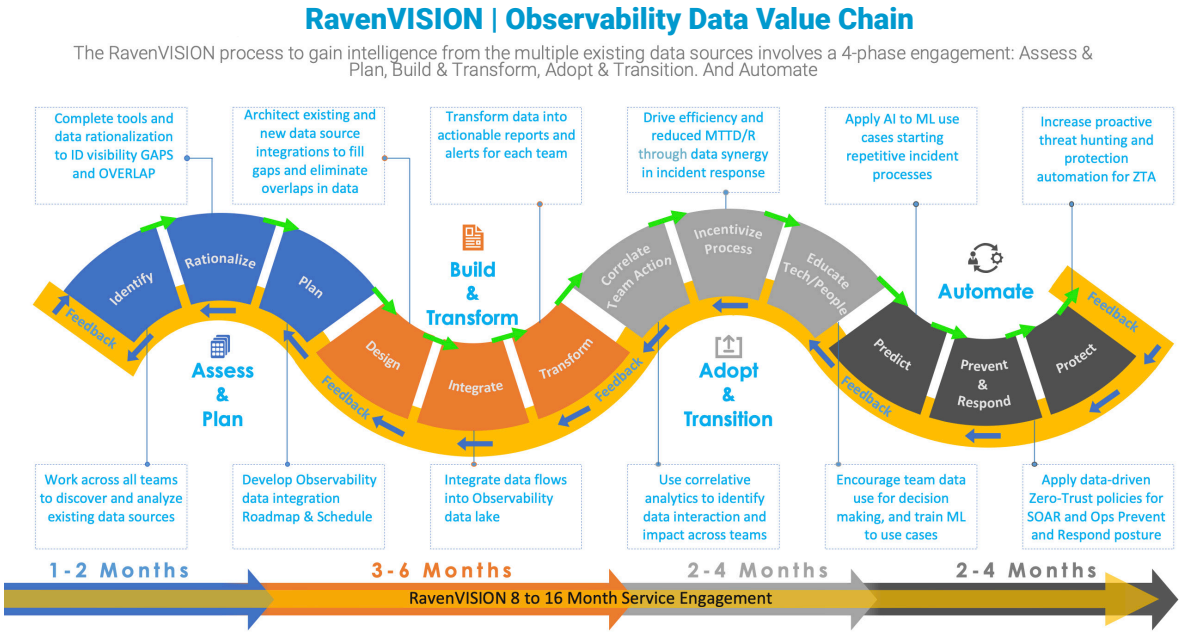 RavenVISION | Observability Data Value Chain
The RavenVISION process to gain intelligence from the multiple existing data sources involves a 4-phase engagement: Assess &
Plan, Build & Transform, Adopt & Transition. And Automate
Complete tools and
data rationalization
to ID visibility GAPS
and OVERLAP
Architect existing and
new data source
integrations to fill
gaps and eliminate
overlaps in data
Transform data into
actionable reports and
alerts for each team
Drive efficiency and
reduced MTTD/R
through data synergy
in incident response
Apply AI to ML use
cases starting
repetitive incident
processes
Increase proactive
threat hunting and
protection
automation for ZTA
Feedback
Identify
Rationalize
Plan
Assess
&
Plan
Build
&
Transform
Design
Integrate
Transform
Feedback
Feedback
Correlate
Team Action
Incentivize
Process
Educate
Tech/People
Adopt
&
Transition
Automate
Predict
Prevent
&
Respond
Protect
Feedback
Feedback
Work across all teams
to discover and analyze
existing data sources
Develop Observability
data integration
Roadmap & Schedule
Integrate data flows
into Observability
data lake
Use correlative
analytics to identify
data interaction and
impact across teams
Encourage team data
use for decision
making, and train ML
to use cases
Apply data-driven
Zero-Trust policies for
SOAR and Ops Prevent
and Respond posture
1-2 Months
3-6 Months
2-4 Months
2-4 Months
RavenVISION 8 to 16 Month Service Engagement